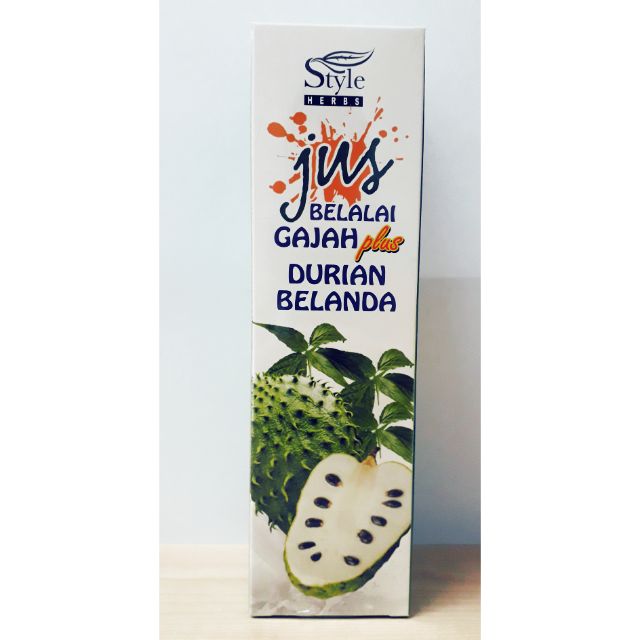 Style
HERBS
jus
BELALAI
GAJAH plus
DURIAN
BELANDA